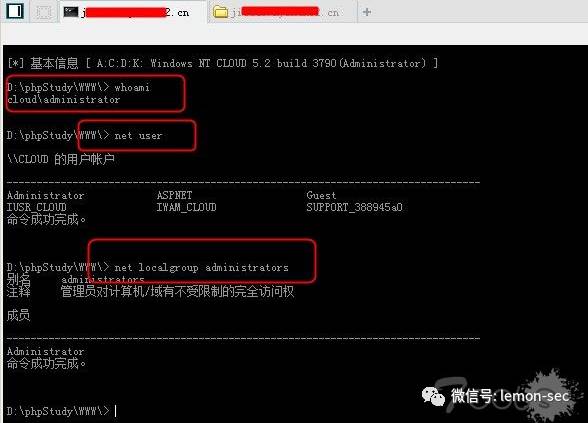 j 2.cn
ji .cn
[*] 基本信息 [ A:C:D:K: Windows NT CLOUD 5.2 build 3790(Administrator) ]
D:\phpStudy\WWW\> whoami
cloud\administrator
D:\phpStudy\WWW\> net user
\\CLOUD 的用户帐户
-------------------------------------------------------------------------------
Administrator ASPNET Guest
IUSR_CLOUD IWAM_CLOUD SUPPORT_388945a0
命令成功完成。
D:\phpStudy\WWW\> net localgroup administrators
别名 administrators
注释 管理员对计算机/域有不受限制的完全访问权
成员
-------------------------------------------------------------------------------
Administrator
命令成功完成。
D:\phpStudy\WWW\>
微信号: lemon-sec